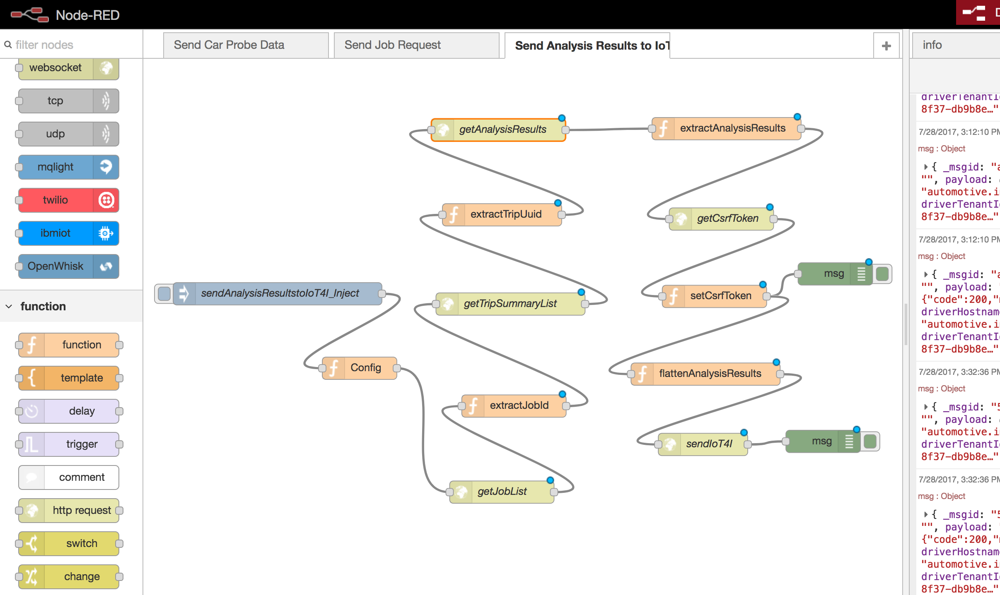 Node-RED
filter nodes
Send Car Probe Data
Send Job Request
Send Analysis Results to IoT
+
info
websocket
tcp
udp
mqlight
twilio
ibmiot
OpenWhisk
function
function
template
delay
trigger
comment
http request
switch
change
getAnalysisResults
extractAnalysisResults
extractTripUuid
getCsrfToken
sendAnalysisResultstoIoT4I_Inject
getTripSummaryList
setCsrfToken
msg
Config
flattenAnalysisResults
extractJobId
sendIoT4I
msg
getJobList
driverTenantI
8f37-db9b8e…"
7/28/2017, 3:12:10 PM
msg : Object
{ _msgid: "a
"", payload:
"automotive.i
driverTenantI
8f37-db9b8e…"
7/28/2017, 3:12:10 PM
msg : Object
{ _msgid: "a
"", payload:
{"code":200,"
driverHostnam
"automotive.i
driverTenantI
8f37-db9b8e…"
7/28/2017, 3:32:36 PM
msg : Object
{ _msgid: "5
"", payload:
"automotive.i
driverTenantI
8f37-db9b8e…"
7/28/2017, 3:32:36 PM
msg : Object
{ _msgid: "5
"", payload:
{"code":200,"
driverHostnam
"automotive.i
driverTenantI
8f37-db9b8e…"